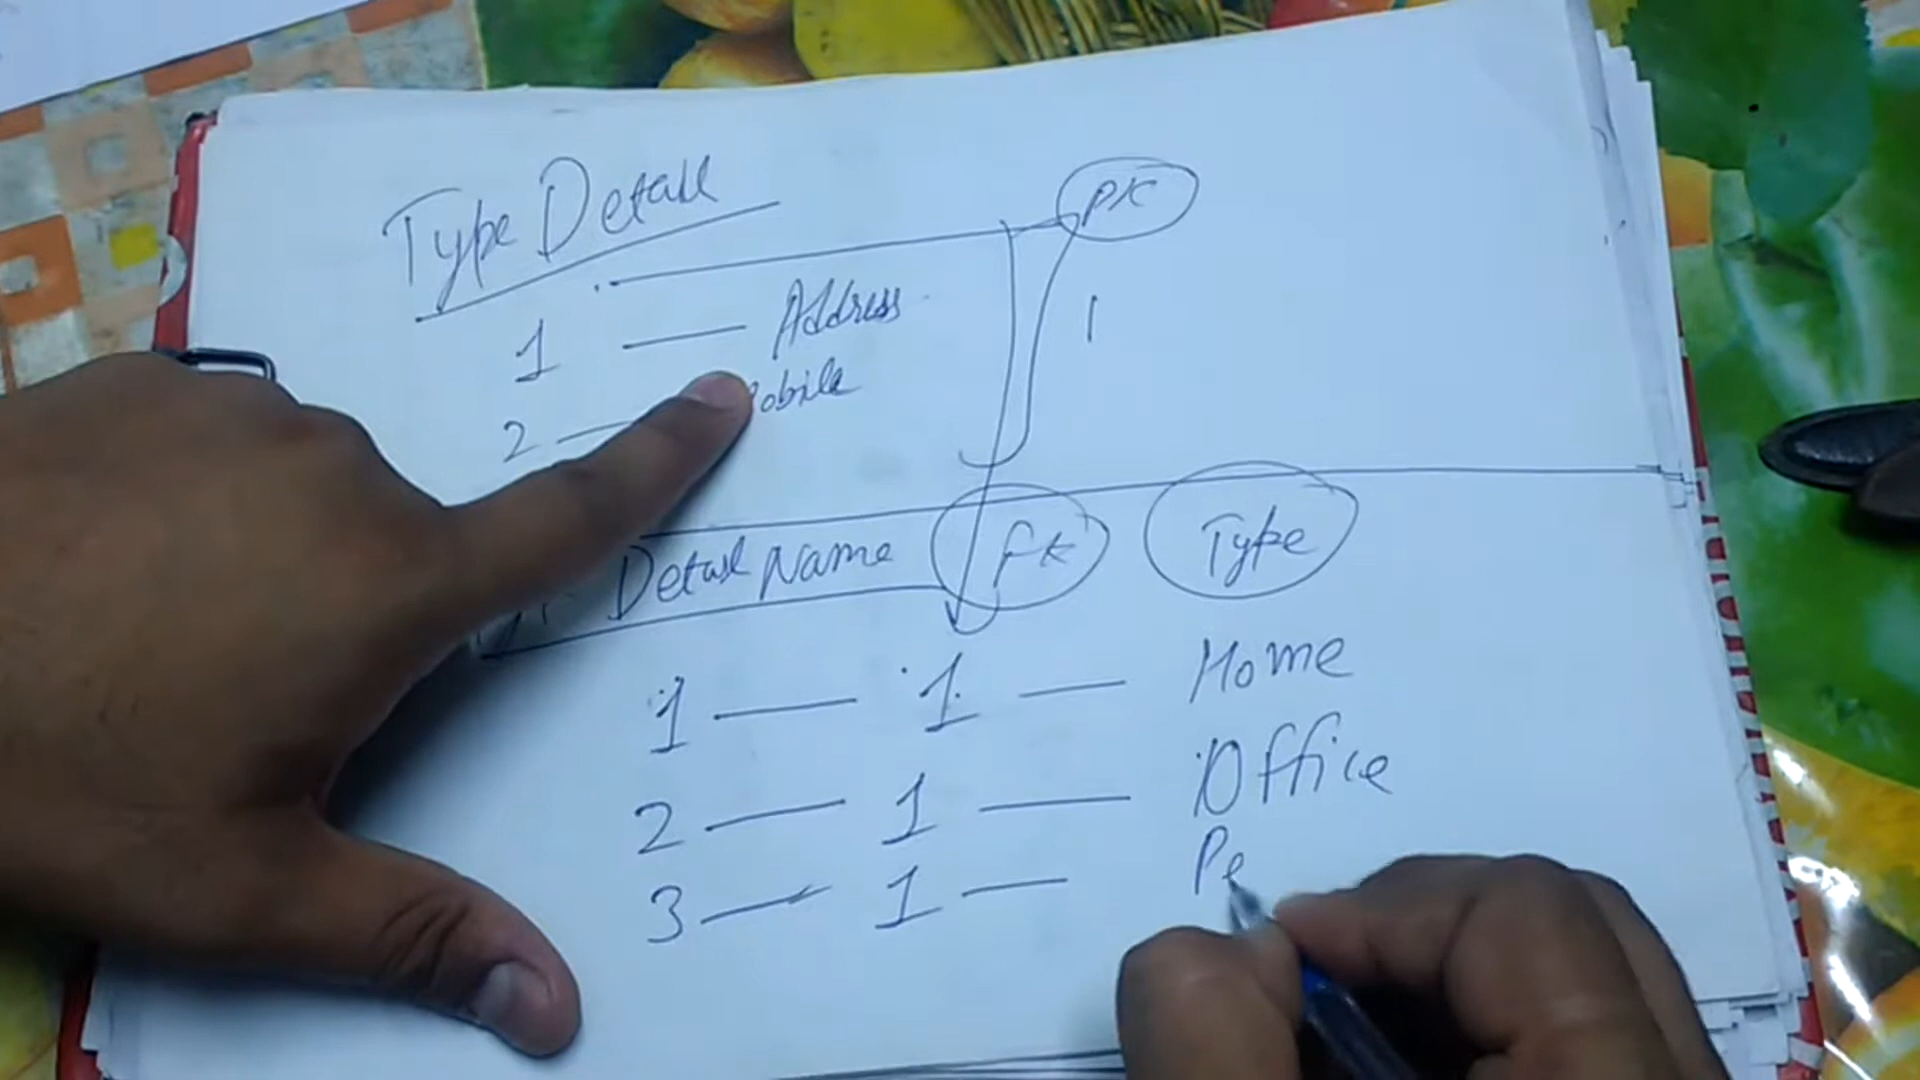 Type Detail
PK
1 — Address
1
2 — obile
Detail Name FK Type
1 — 1 — Home
2 — 1 — Office
3 — 1 — Pe